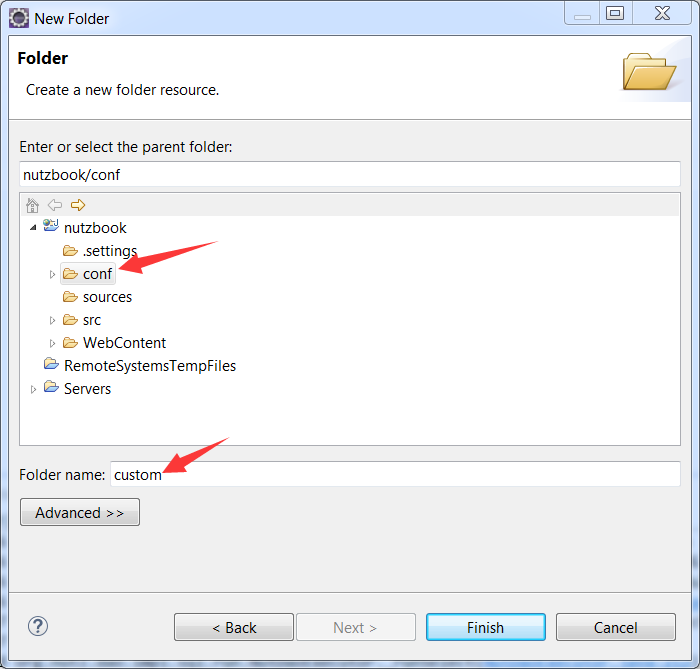 New Folder
Folder
Create a new folder resource.
Enter or select the parent folder:
nutzbook/conf
nutzbook
.settings
conf
sources
src
WebContent
RemoteSystemsTempFiles
Servers
Folder name: custom
Advanced >>
? < Back Next > Finish Cancel